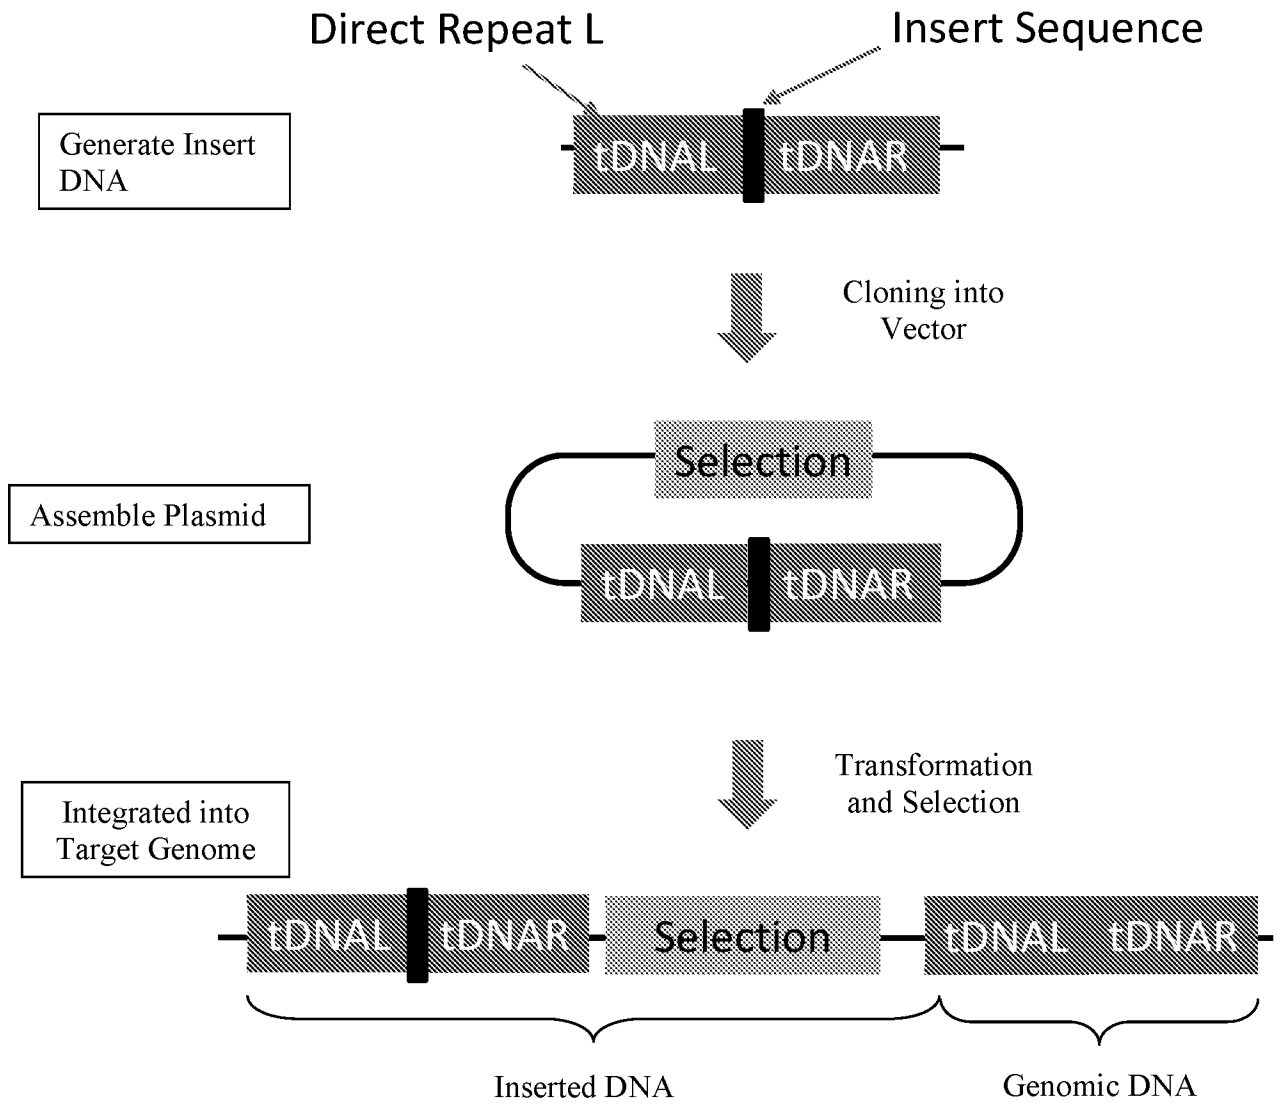 Direct Repeat L
Insert Sequence
Generate Insert
DNA
tDNAL
tDNAR
Cloning into
Vector
Selection
Assemble Plasmid
tDNAL
tDNAR
Transformation
and Selection
Integrated into
Target Genome
tDNAL
tDNAR
Selection
tDNAL
tDNAR
Inserted DNA
Genomic DNA